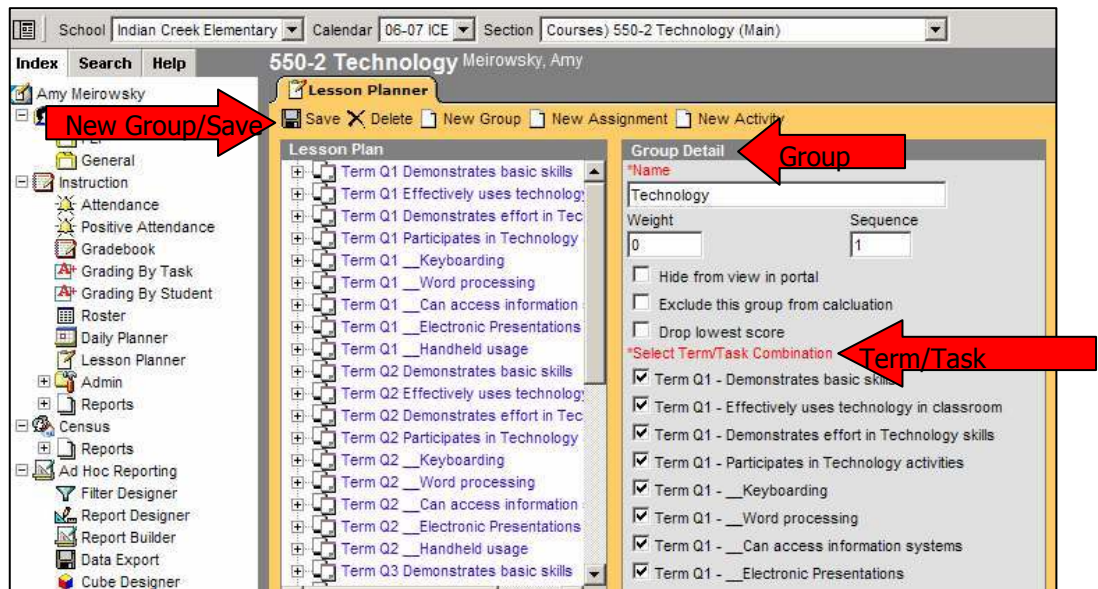 School Indian Creek Elementary Calendar 06-07 ICE Section Courses) 550-2 Technology (Main)
Index Search Help
550-2 Technology Meirowsky, Amy
Lesson Planner
New Group/Save
Save Delete New Group New Assignment New Activity
Amy Meirowsky
General
Instruction
Attendance
Positive Attendance
Gradebook
Grading By Task
Grading By Student
Roster
Daily Planner
Lesson Planner
Admin
Reports
Census
Reports
Ad Hoc Reporting
Filter Designer
Report Designer
Report Builder
Data Export
Cube Designer
Lesson Plan
Term Q1 Demonstrates basic skills
Term Q1 Effectively uses technology
Term Q1 Demonstrates effort in Tec
Term Q1 Participates in Technology
Term Q1 __Keyboarding
Term Q1 __Word processing
Term Q1 __Can access information
Term Q1 __Electronic Presentations
Term Q1 __Handheld usage
Term Q2 Demonstrates basic skills
Term Q2 Effectively uses technology
Term Q2 Demonstrates effort in Tec
Term Q2 Participates in Technology
Term Q2 __Keyboarding
Term Q2 __Word processing
Term Q2 __Can access information
Term Q2 __Electronic Presentations
Term Q2 __Handheld usage
Term Q3 Demonstrates basic skills
Group Detail
Group
*Name
Technology
Weight Sequence
0 1
Hide from view in portal
Exclude this group from calcluation
Drop lowest score
*Select Term/Task Combination
Term/Task
Term Q1 - Demonstrates basic skills
Term Q1 - Effectively uses technology in classroom
Term Q1 - Demonstrates effort in Technology skills
Term Q1 - Participates in Technology activities
Term Q1 - __Keyboarding
Term Q1 - __Word processing
Term Q1 - __Can access information systems
Term Q1 - __Electronic Presentations